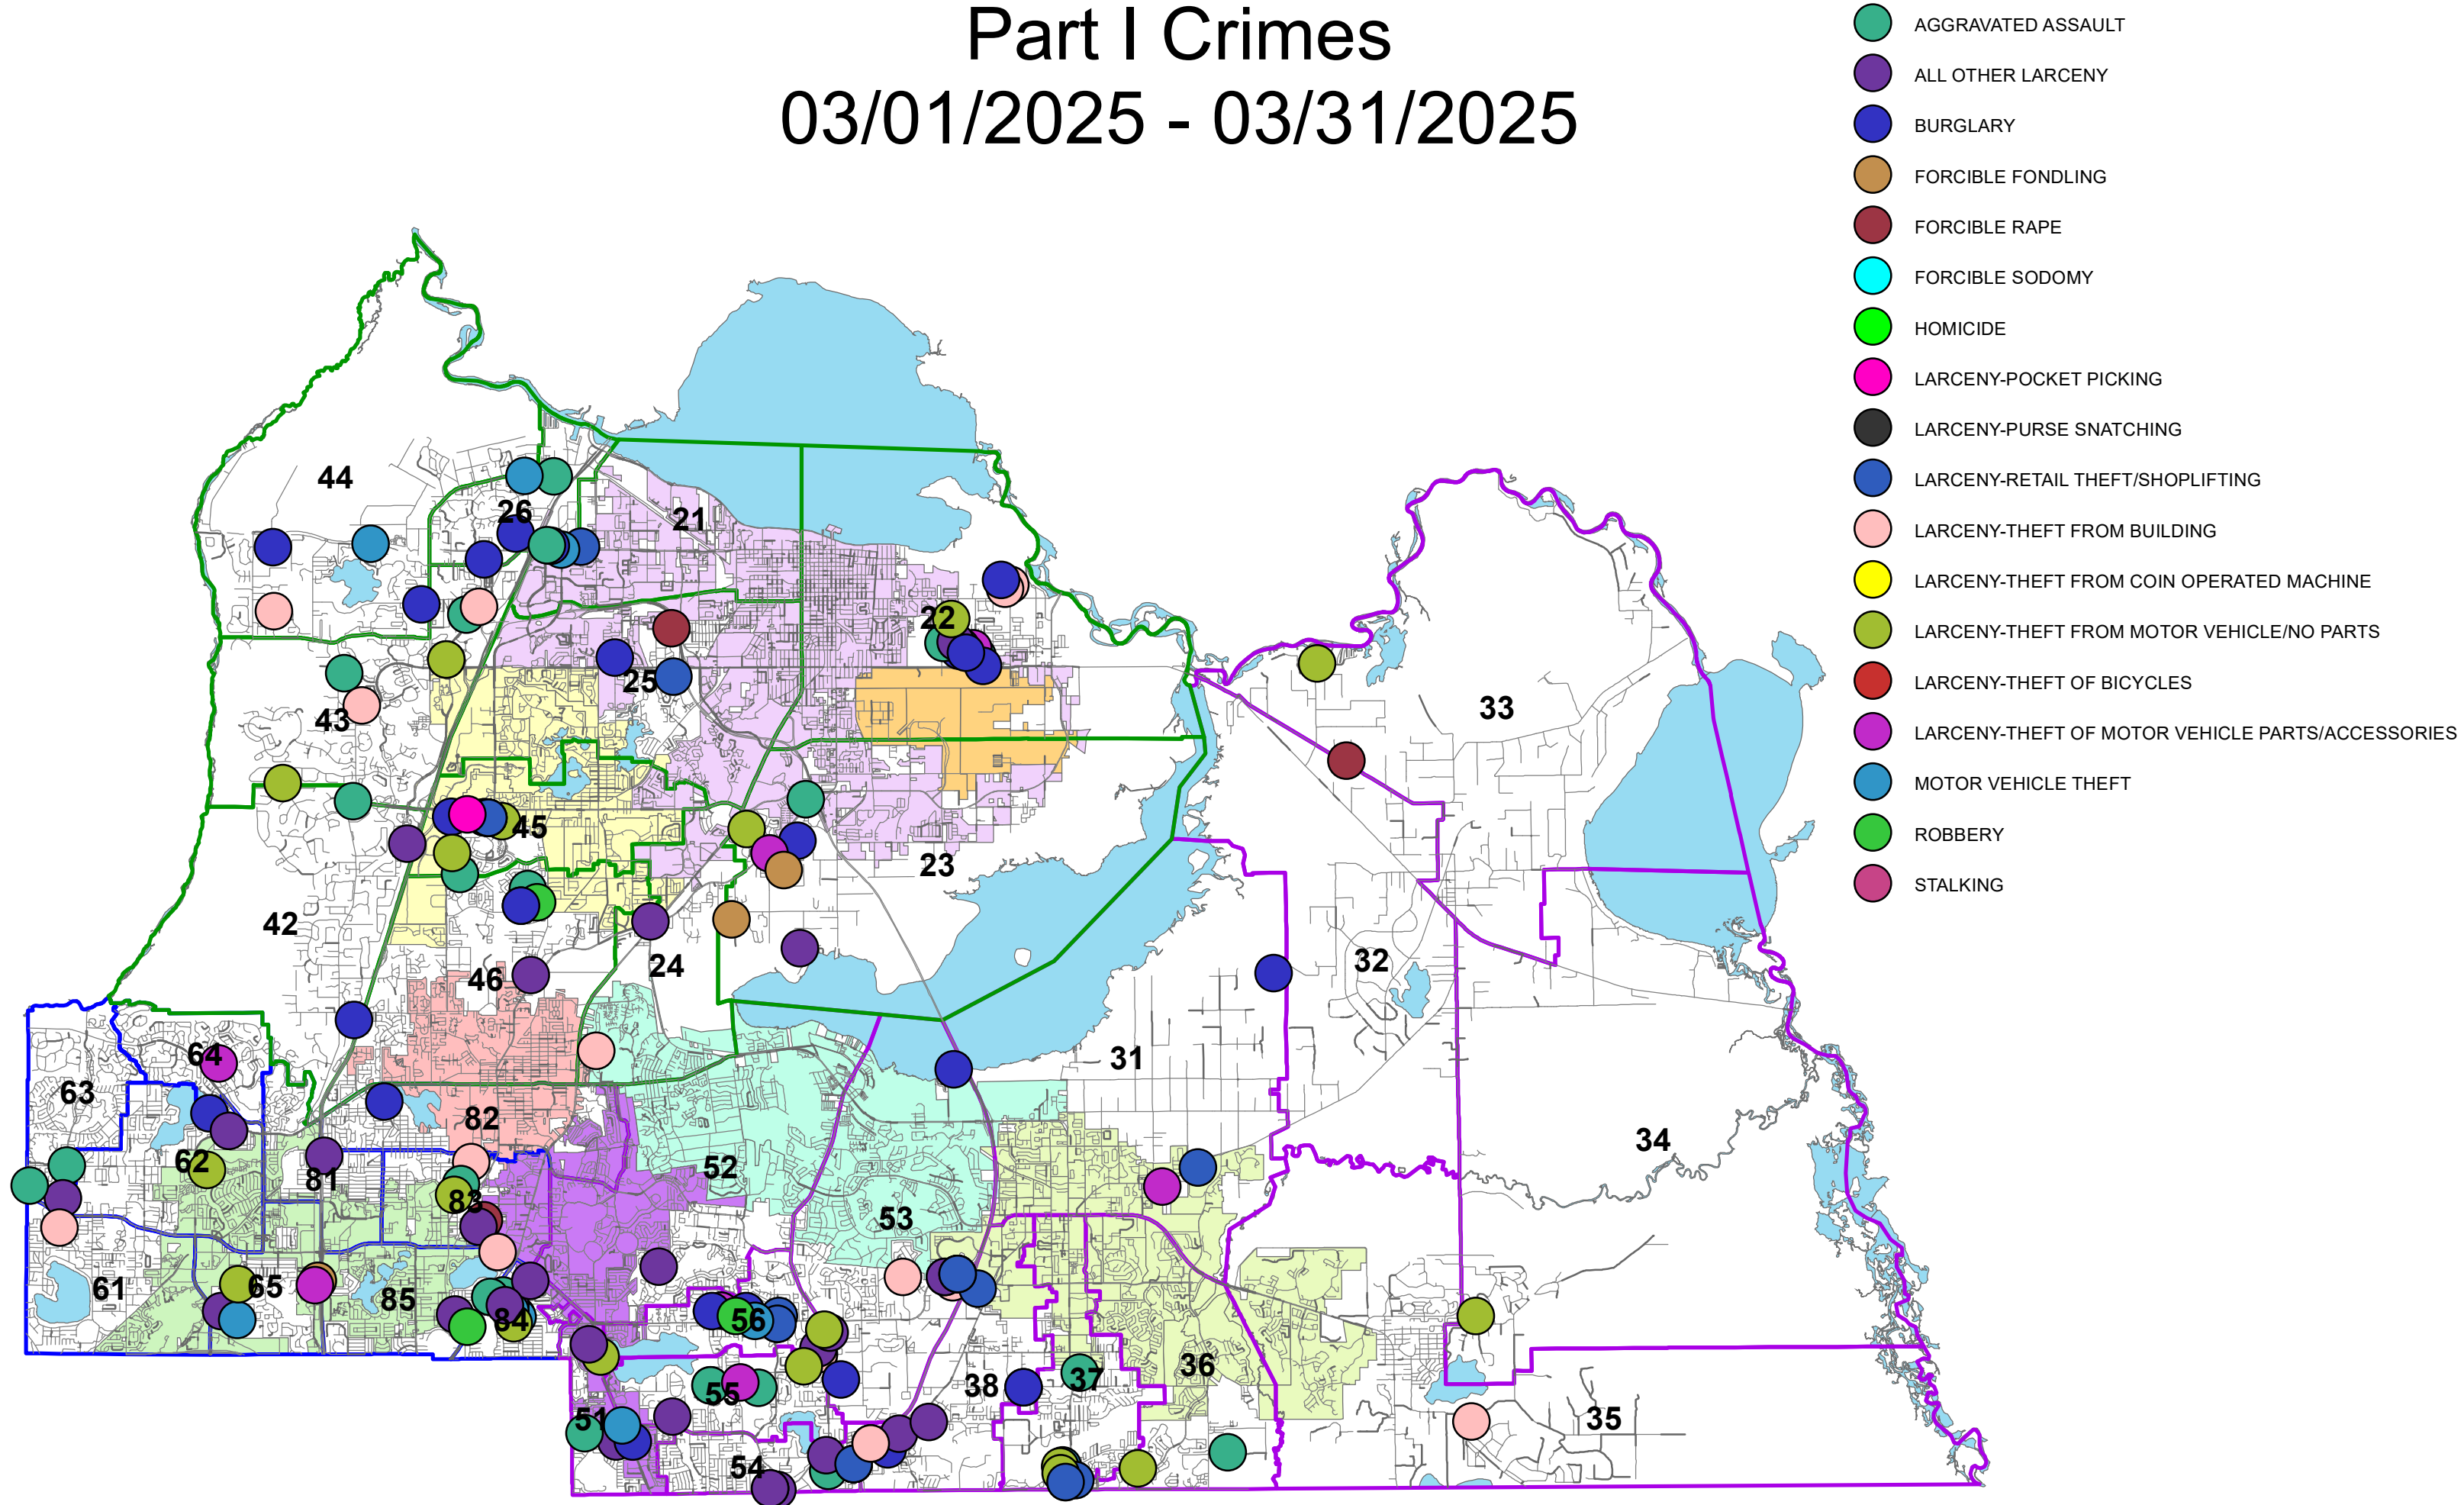 Part I Crimes
03/01/2025 - 03/31/2025
AGGRAVATED ASSAULT
ALL OTHER LARCENY
BURGLARY
FORCIBLE FONDLING
FORCIBLE RAPE
FORCIBLE SODOMY
HOMICIDE
LARCENY-POCKET PICKING
LARCENY-PURSE SNATCHING
LARCENY-RETAIL THEFT/SHOPLIFTING
LARCENY-THEFT FROM BUILDING
LARCENY-THEFT FROM COIN OPERATED MACHINE
LARCENY-THEFT FROM MOTOR VEHICLE/NO PARTS
LARCENY-THEFT OF BICYCLES
LARCENY-THEFT OF MOTOR VEHICLE PARTS/ACCESSORIES
MOTOR VEHICLE THEFT
ROBBERY
STALKING
44
26
21
22
25
43
33
45
23
42
46
24
32
64
31
63
82
34
62
52
81
83
53
61
65
85
84
56
36
37
38
55
51
35
54